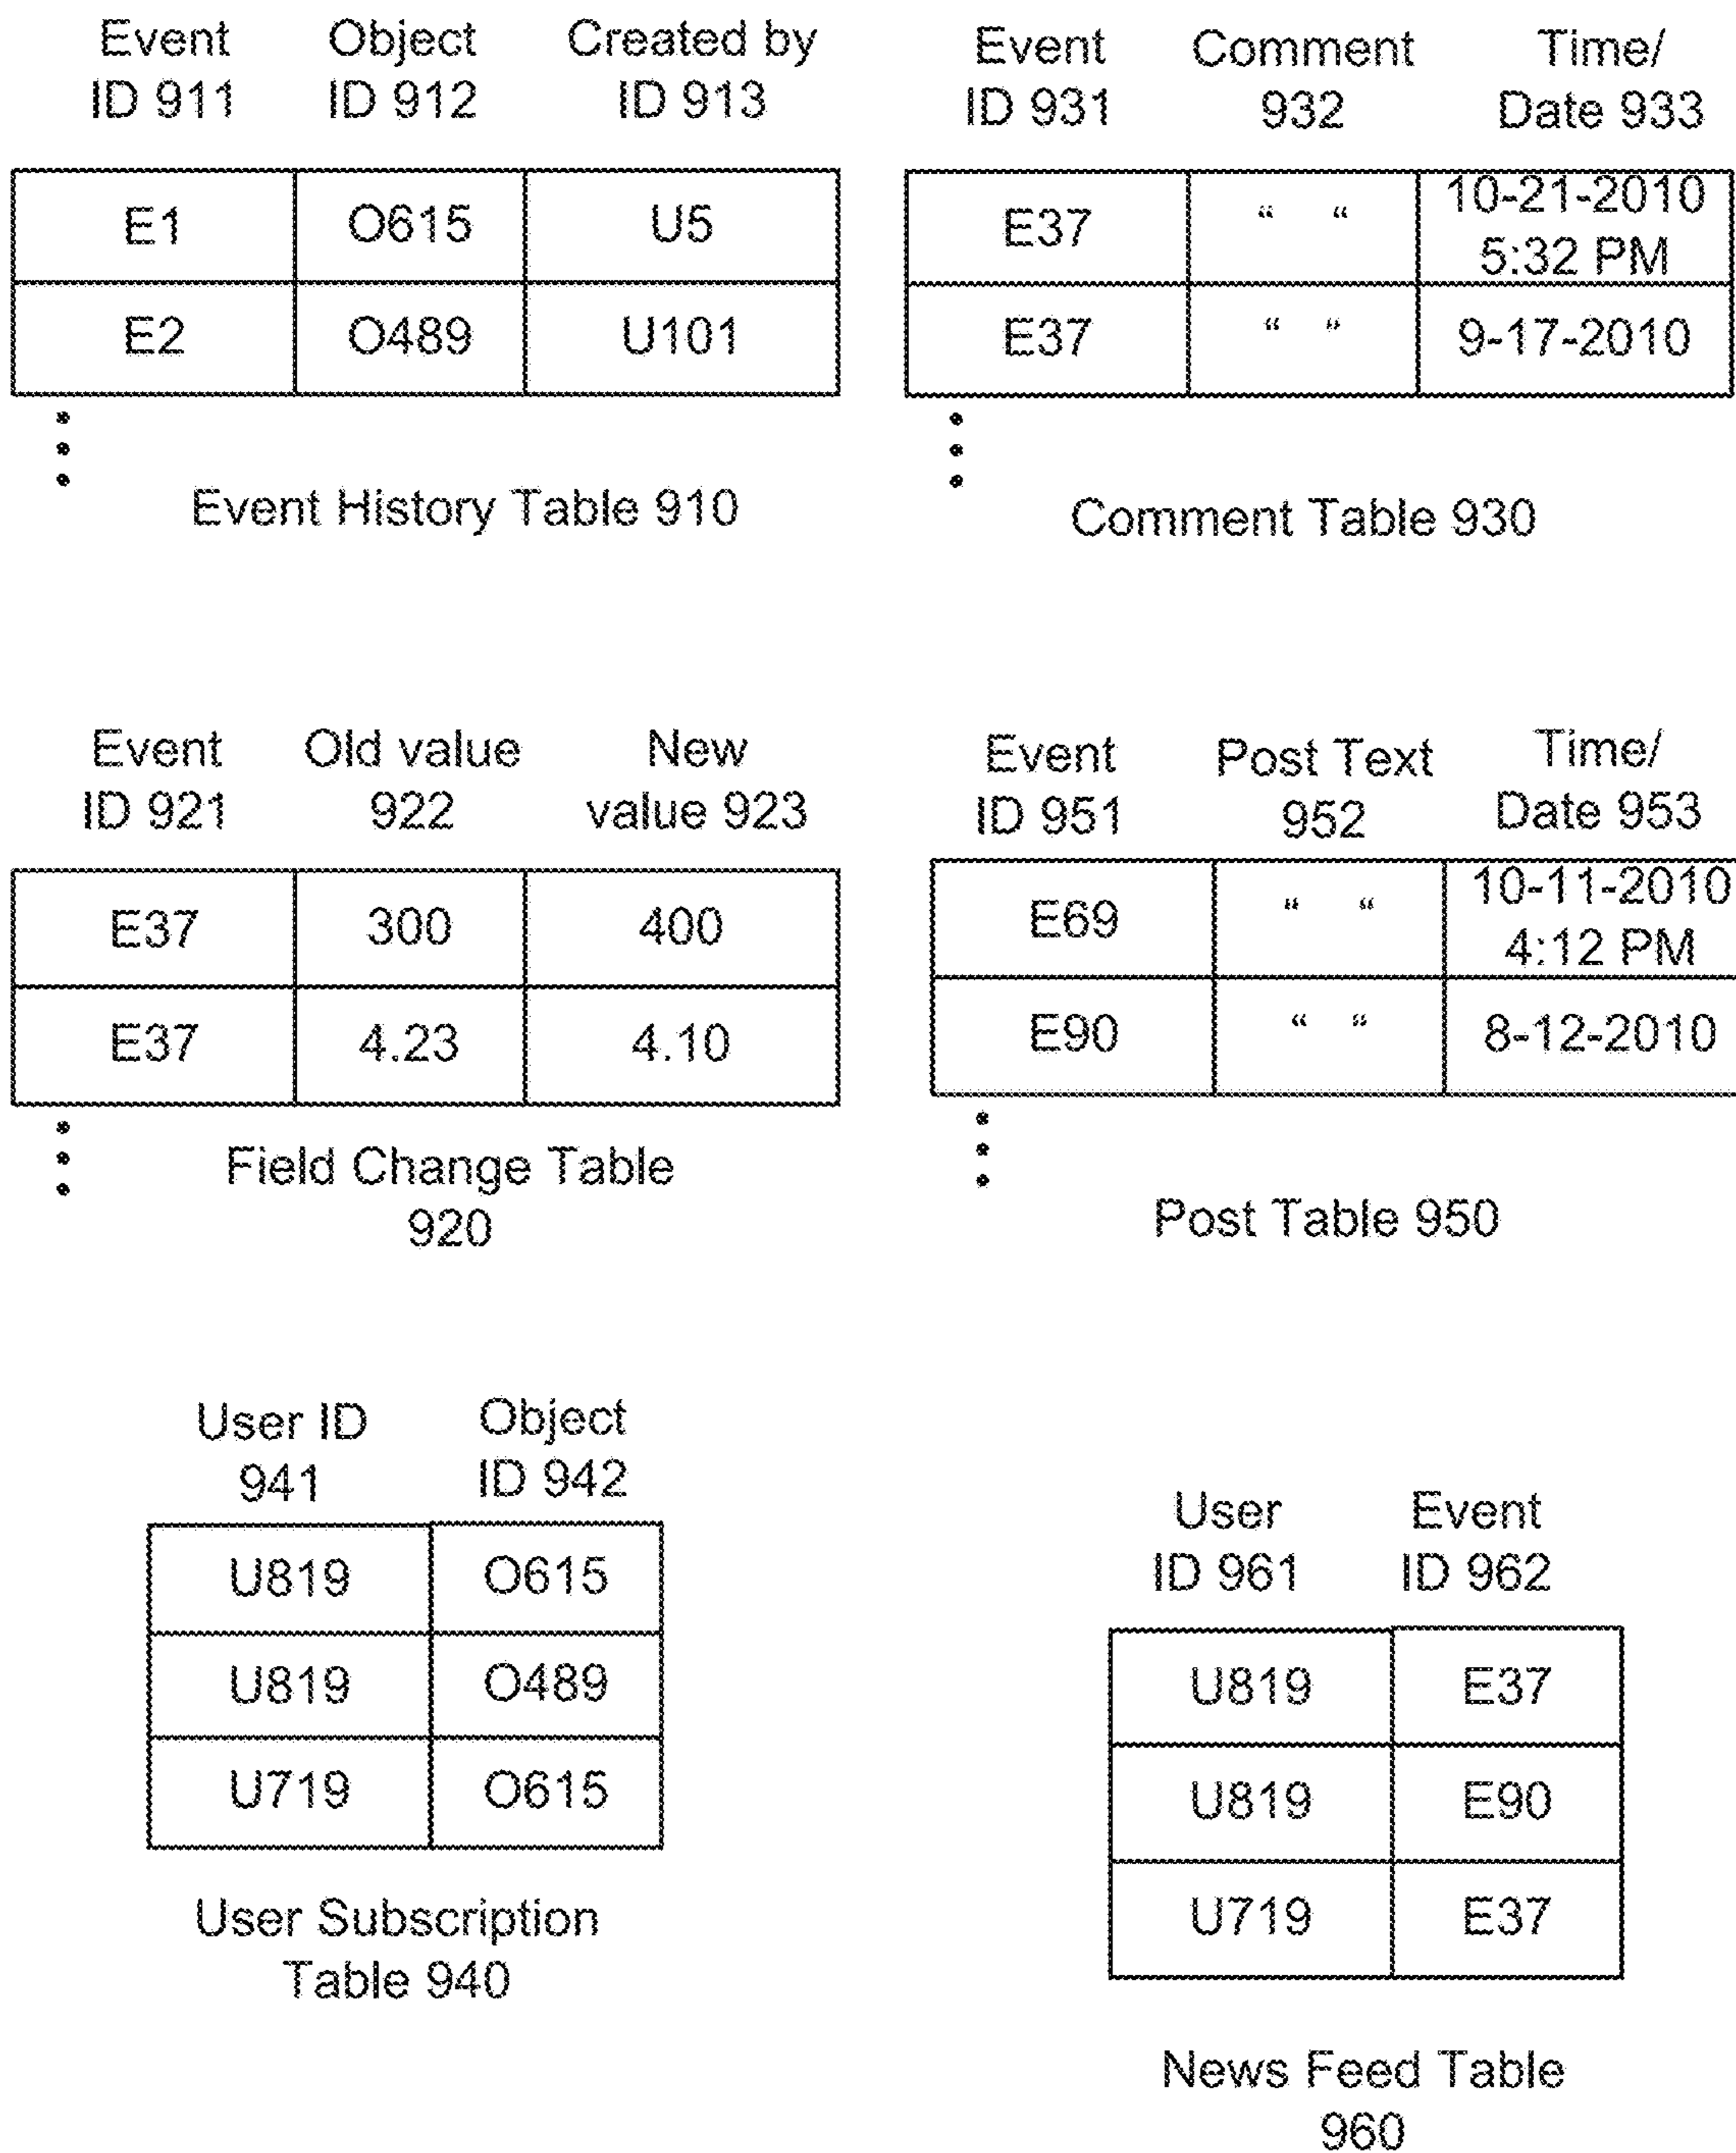 Event Object Created by
ID 911 ID 912 ID 913
E1 O615 U5
E2 O489 U101
Event History Table 910
Event Comment Time/
ID 931 932 Date 933
E37 “ “ 10-21-2010
5:32 PM
E37 “ “ 9-17-2010
Comment Table 930
Event Old value New
ID 921 922 value 923
E37 300 400
E37 4.23 4.10
Field Change Table
920
Event Post Text Time/
ID 951 952 Date 953
E69 “ “ 10-11-2010
4:12 PM
E90 “ “ 8-12-2010
Post Table 950
User ID Object
941 ID 942
U819 O615
U819 O489
U719 O615
User Subscription
Table 940
User Event
ID 961 ID 962
U819 E37
U819 E90
U719 E37
News Feed Table
960